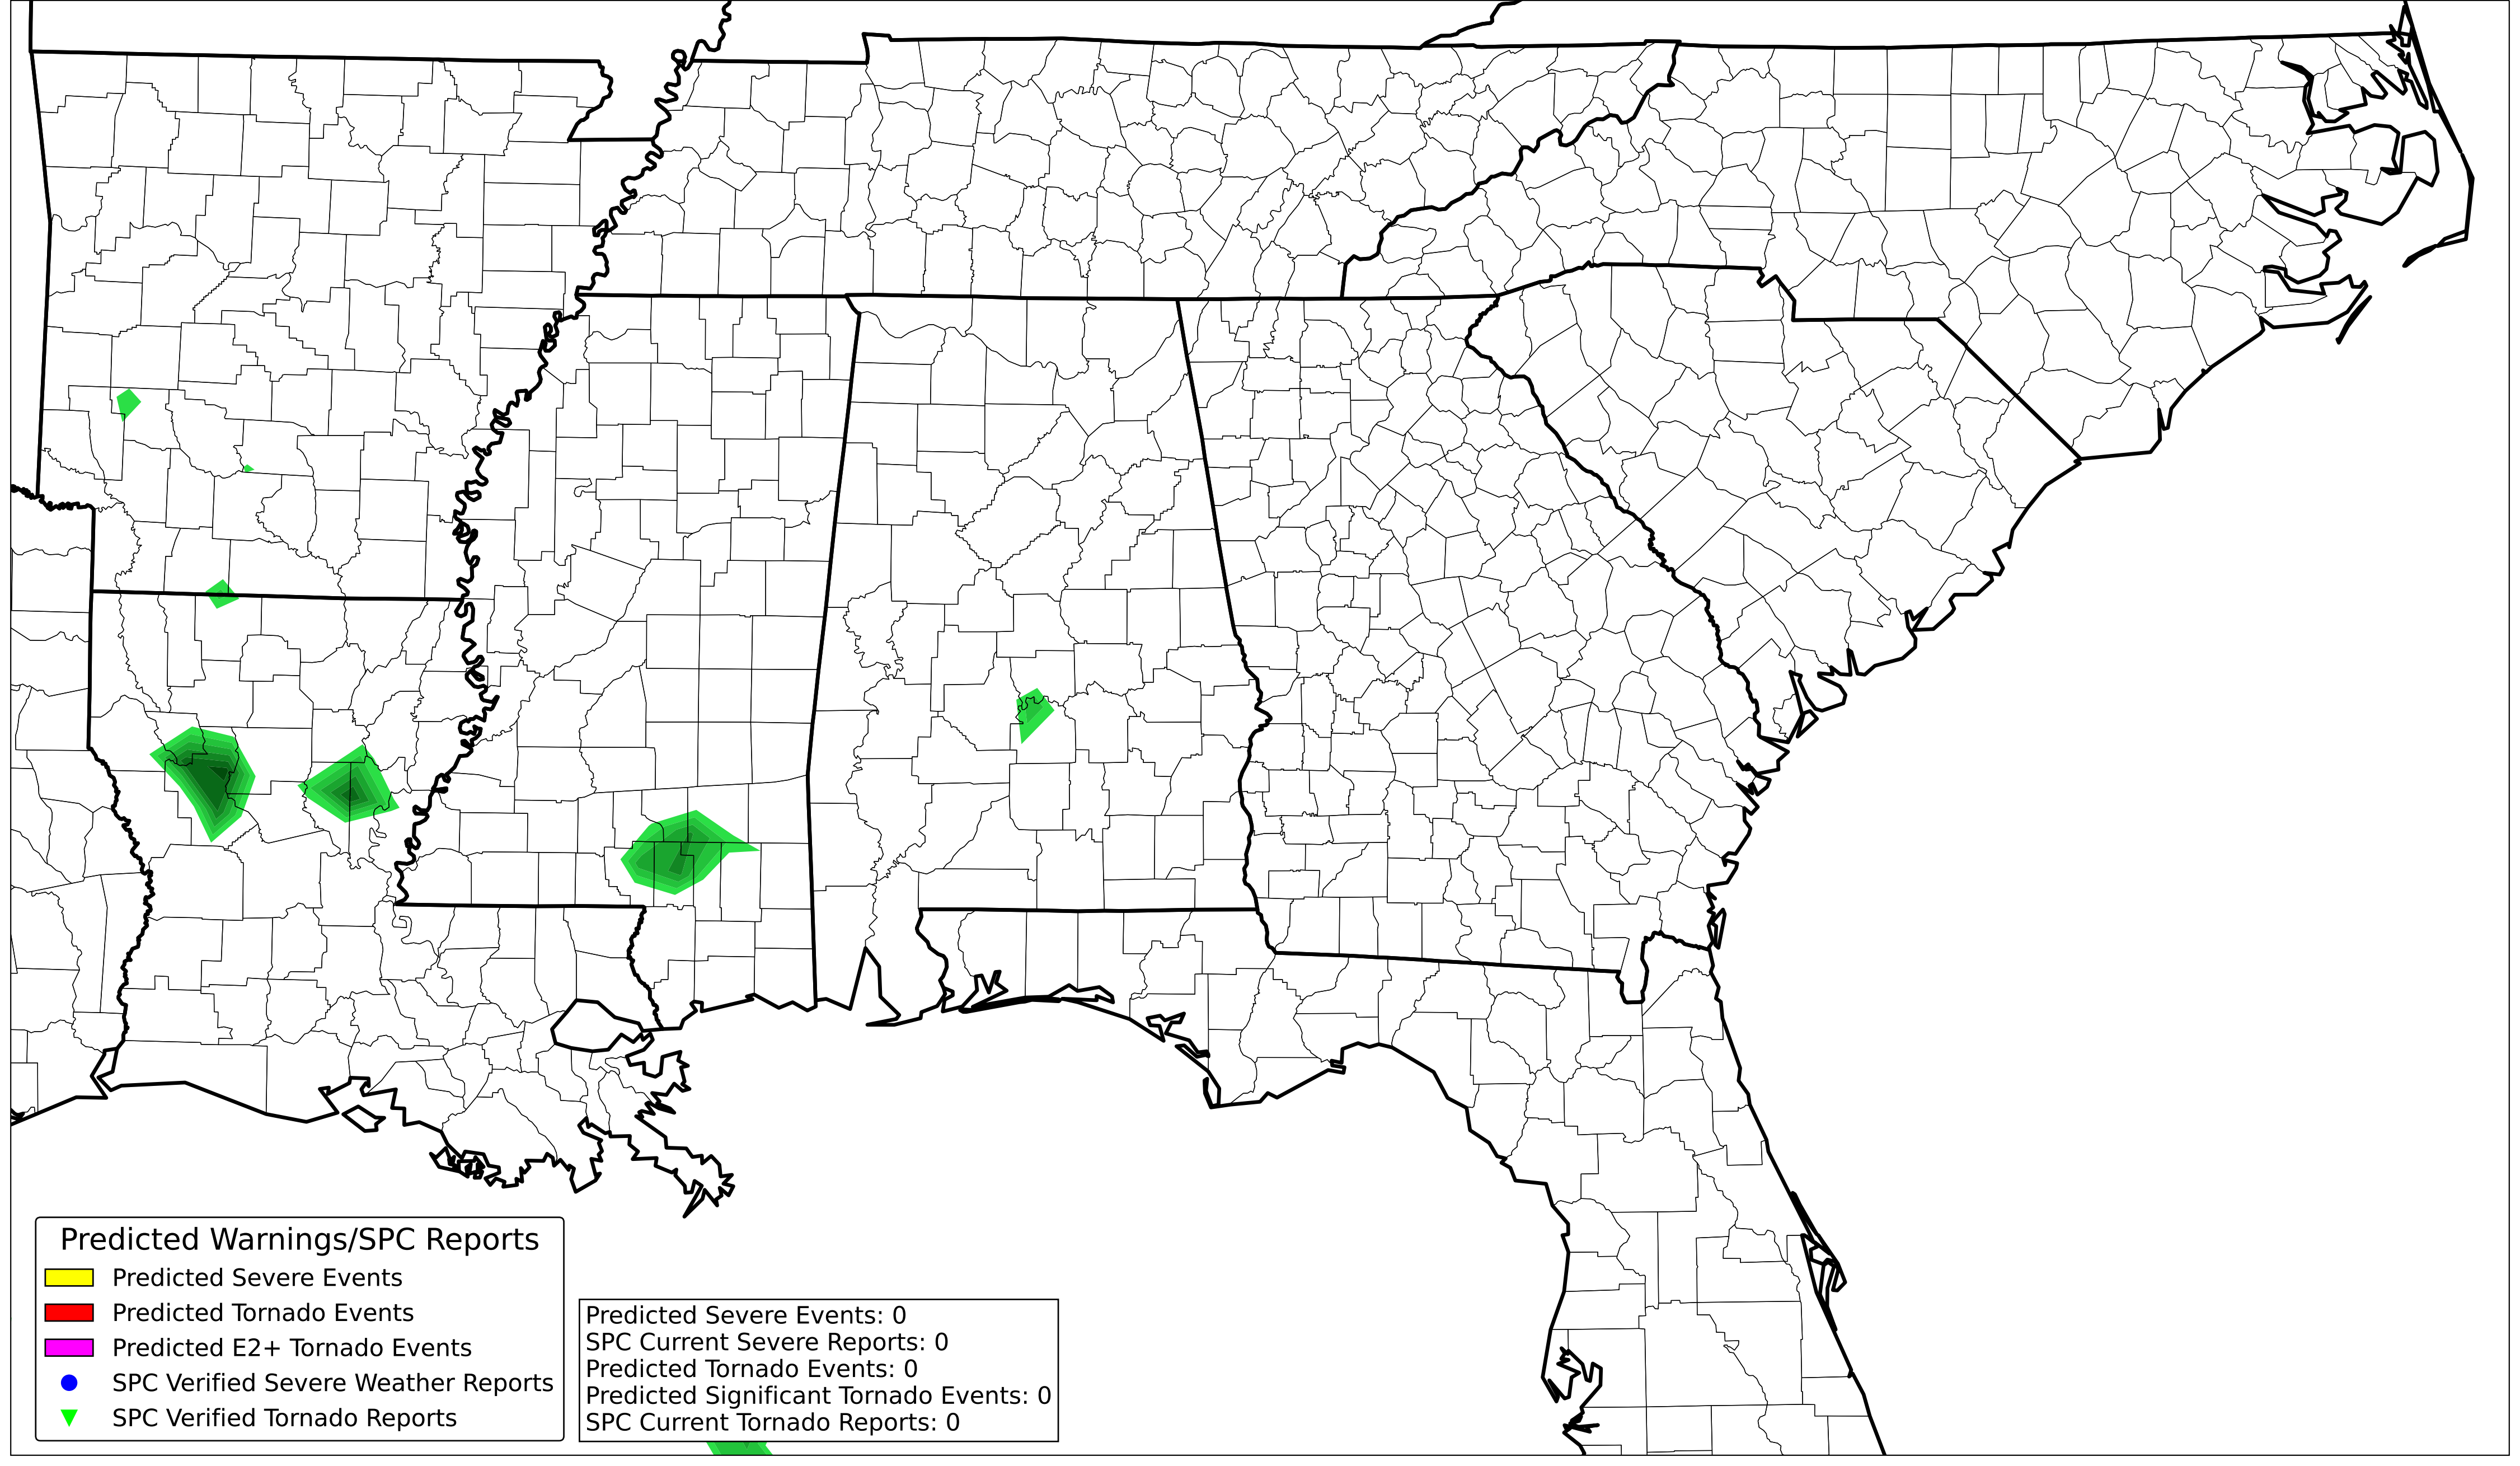 Predicted Warnings/SPC Reports
Predicted Severe Events
Predicted Tornado Events
Predicted E2+ Tornado Events
SPC Verified Severe Weather Reports
SPC Verified Tornado Reports
Predicted Severe Events: 0
SPC Current Severe Reports: 0
Predicted Tornado Events: 0
Predicted Significant Tornado Events: 0
SPC Current Tornado Reports: 0